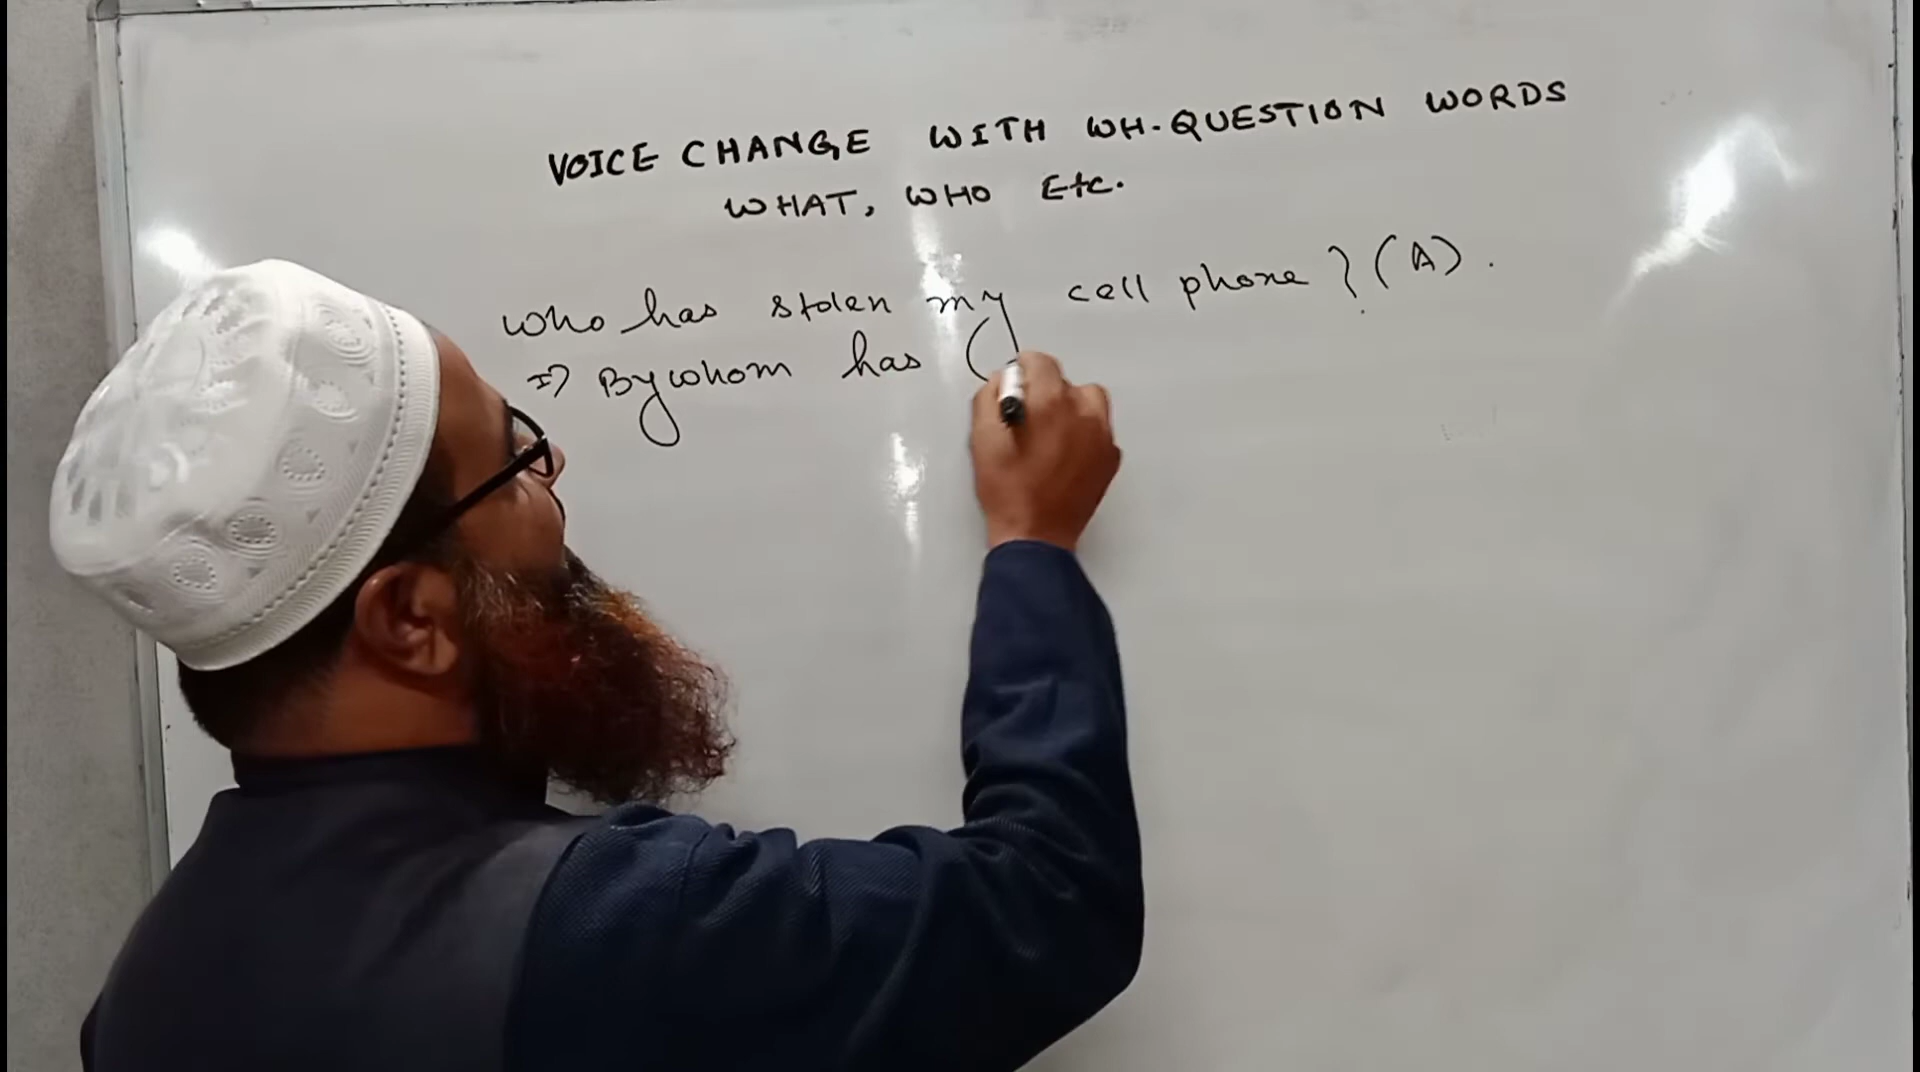 VOICE CHANGE WITH WH-QUESTION WORDS
WHAT, WHO Etc.
Who has stolen my cell phone? (A).
⇒ By whom has (